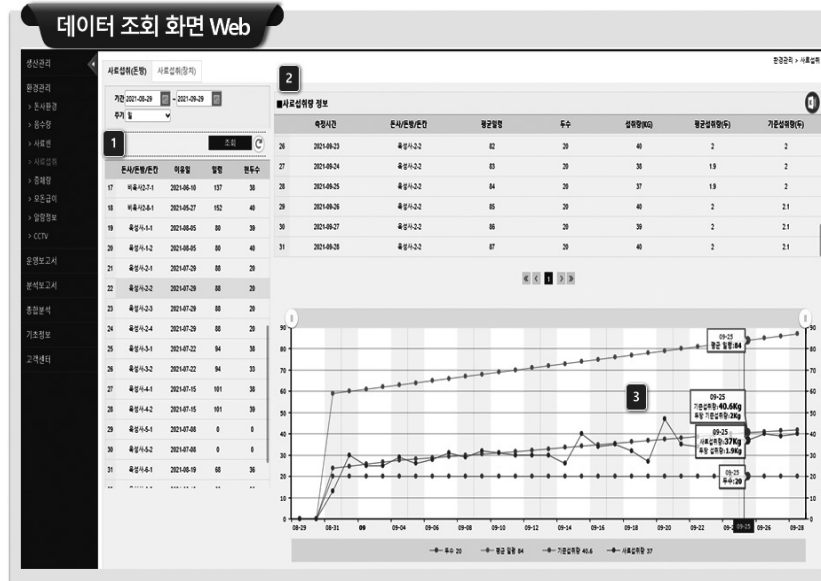 데이터 조회 화면 Web
환경관리 > 사료섭취
생산관리
환경관리
> 돈사환경
> 음수량
> 사료빈
> 사료섭취
> 증체량
> 모돈급이
> 알람정보
> CCTV
운영보고서
분석보고서
종합분석
기초정보
고객센터
사료섭취(돈방) 사료섭취(장치)
기간 2021-08-29 ~ 2021-09-29
주기 일
1
조회
돈사/돈방/돈칸 이유일 일령 현두수
17 비육사2-7-1 2021-06-10 137 38
18 비육사2-8-1 2021-05-27 152 40
19 육성사-1-1 2021-08-05 80 39
20 육성사-1-2 2021-08-05 80 40
21 육성사-2-1 2021-07-29 88 20
22 육성사-2-2 2021-07-29 88 20
23 육성사-2-3 2021-07-29 88 20
24 육성사-2-4 2021-07-29 88 20
25 육성사-3-1 2021-07-22 94 38
26 육성사-3-2 2021-07-22 94 33
27 육성사-4-1 2021-07-15 101 38
28 육성사-4-2 2021-07-15 101 39
29 육성사-5-1 2021-07-08 0 0
30 육성사-5-2 2021-07-08 0 0
31 육성사-6-1 2021-08-19 68 36
2
■사료섭취량 정보
측정시간 돈사/돈방/돈칸 평균일령 두수 섭취량(KG) 평균섭취량(두) 기준섭취량(두)
26 2021-09-23 육성사-2-2 82 20 40 2 2
27 2021-09-24 육성사-2-2 83 20 38 1.9 2
28 2021-09-25 육성사-2-2 84 20 37 1.9 2
29 2021-09-26 육성사-2-2 85 20 40 2 2.1
30 2021-09-27 육성사-2-2 86 20 39 2 2.1
31 2021-09-28 육성사-2-2 87 20 40 2 2.1
« < 1 > »
3
90 90
80 80
70 70
60 60
50 50
40 40
30 30
20 20
10 10
0 0
09-25
평균 일령:84
09-25
기준섭취량:40.6Kg
두당 기준섭취량:2Kg
09-25
사료섭취량:37Kg
두당 섭취량:1.9Kg
09-25
두수:20
08-29 08-31 09 09-04 09-06 09-08 09-10 09-12 09-14 09-16 09-18 09-20 09-22 09-25 09-26 09-28
두수 20 평균 일령 84 기준섭취량 40.6 사료섭취량 37